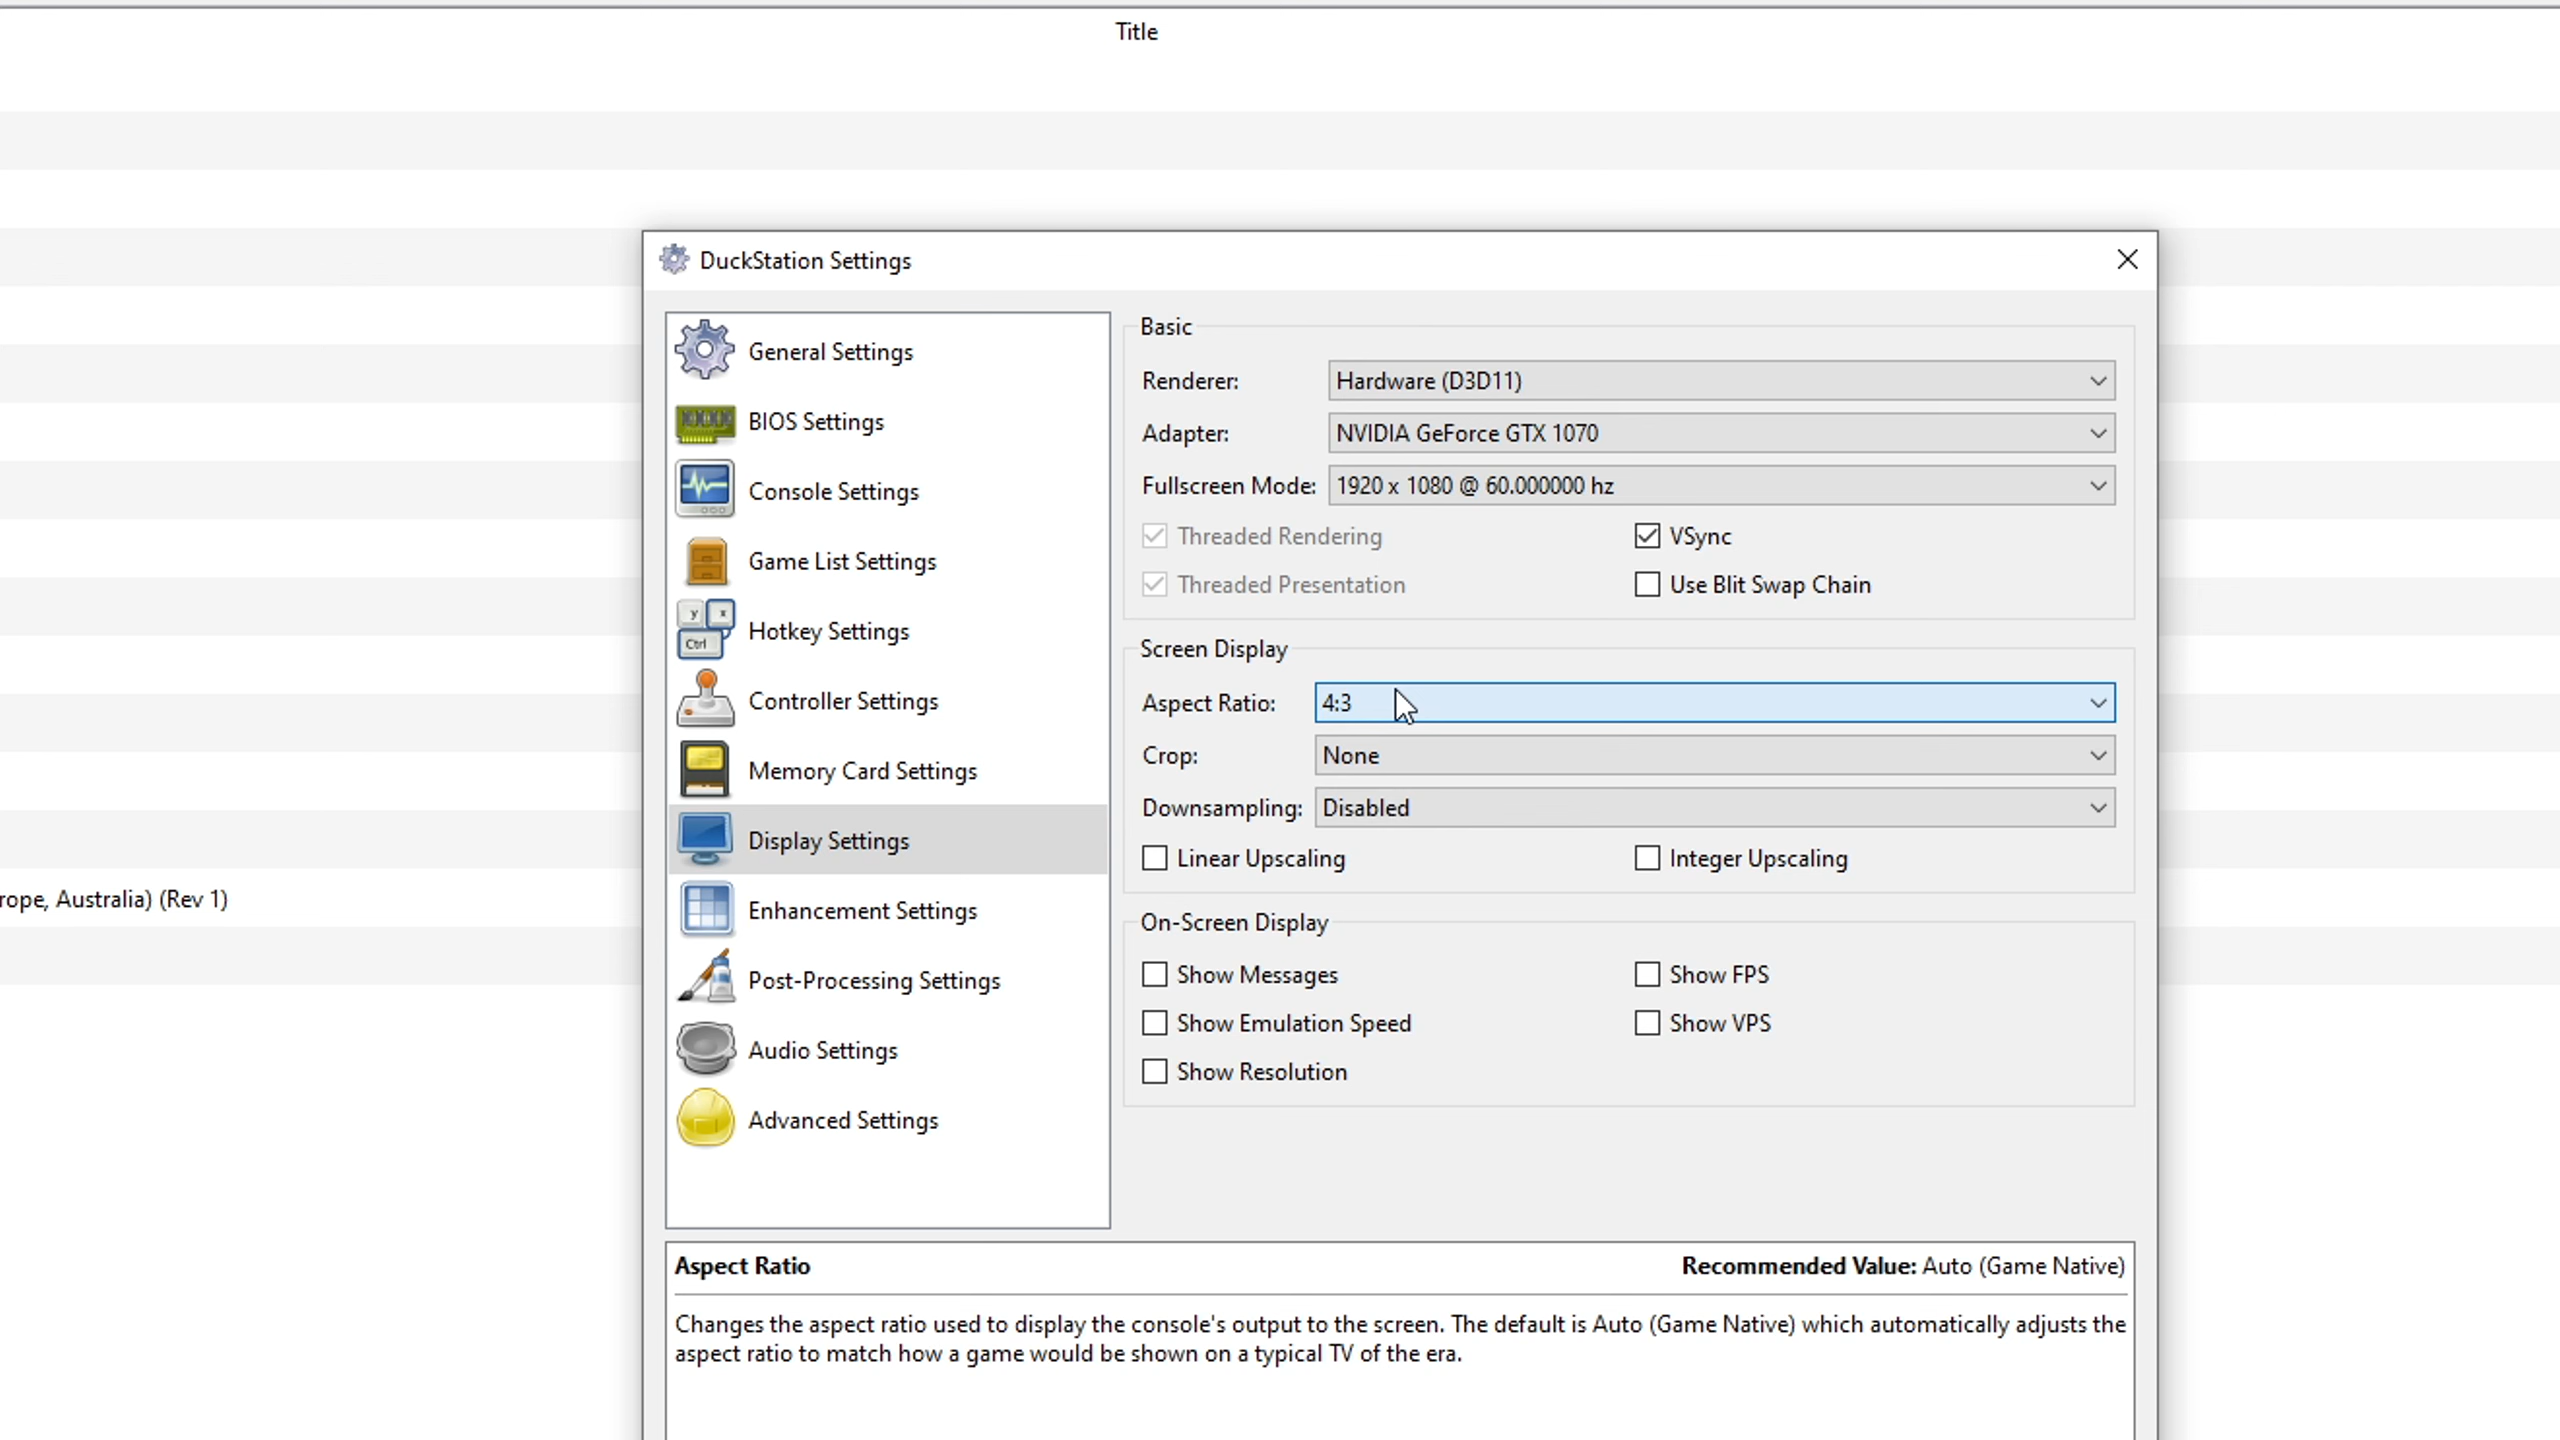 Title
DuckStation Settings
General Settings
BIOS Settings
Console Settings
Game List Settings
Hotkey Settings
Controller Settings
Memory Card Settings
Display Settings
Enhancement Settings
Post-Processing Settings
Audio Settings
Advanced Settings
Basic
Renderer: Hardware (D3D11)
Adapter: NVIDIA GeForce GTX 1070
Fullscreen Mode: 1920 x 1080 @ 60.000000 hz
Threaded Rendering VSync
Threaded Presentation Use Blit Swap Chain
Screen Display
Aspect Ratio: 4:3
Crop: None
Downsampling: Disabled
Linear Upscaling Integer Upscaling
On-Screen Display
Show Messages Show FPS
Show Emulation Speed Show VPS
Show Resolution
rope, Australia) (Rev 1)
Aspect Ratio Recommended Value: Auto (Game Native)
Changes the aspect ratio used to display the console's output to the screen. The default is Auto (Game Native) which automatically adjusts the
aspect ratio to match how a game would be shown on a typical TV of the era.
y x
Ctrl